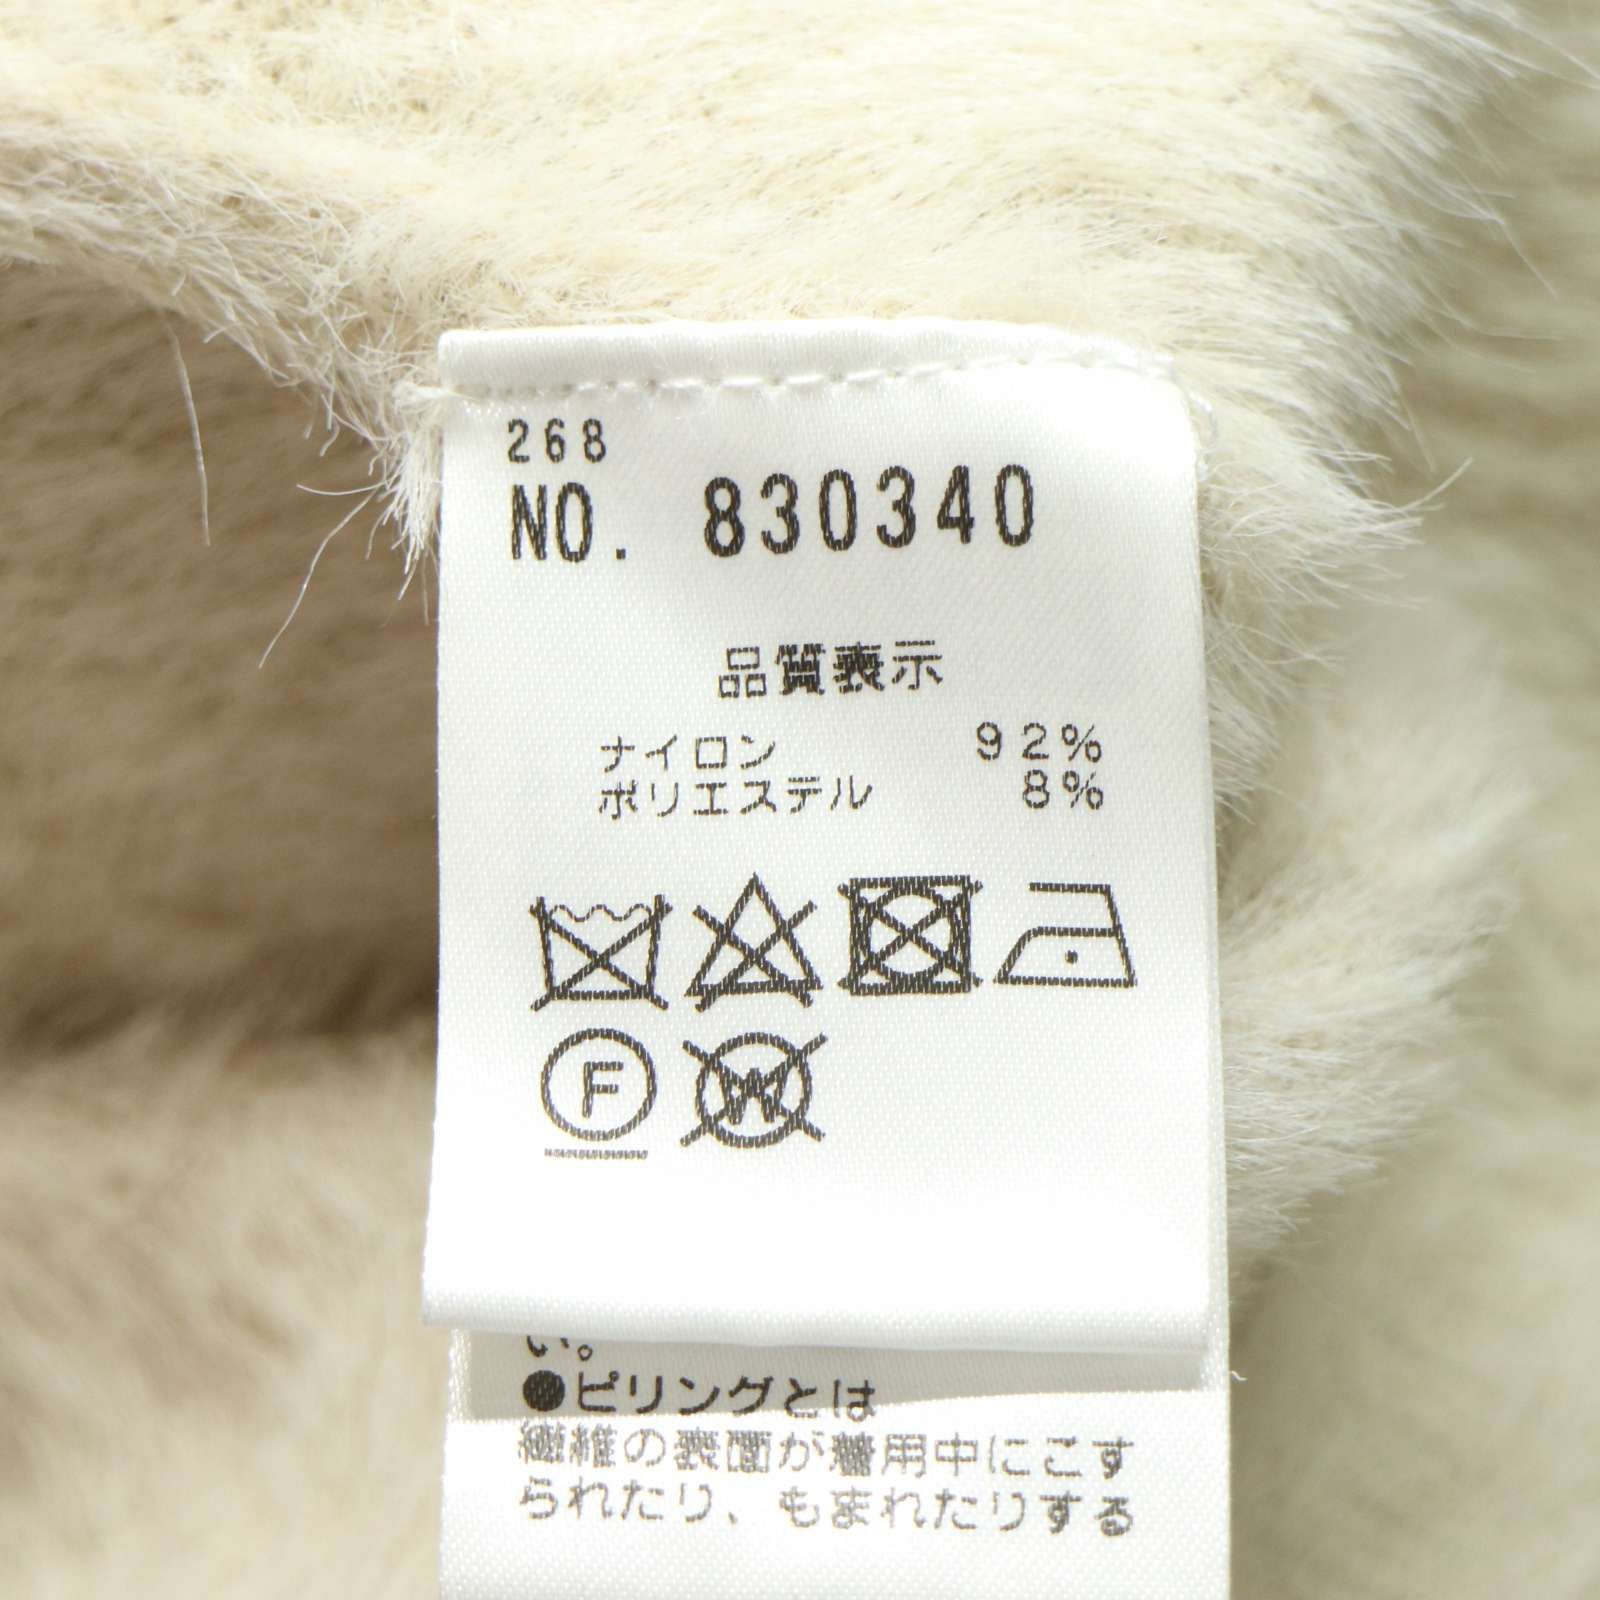 268
NO. 830340
品質表示
ナイロン 92%
ポリエステル 8%
F
W
い。
●ピリングとは
繊維の表面が着用中にこす
られたり、もまれたりする